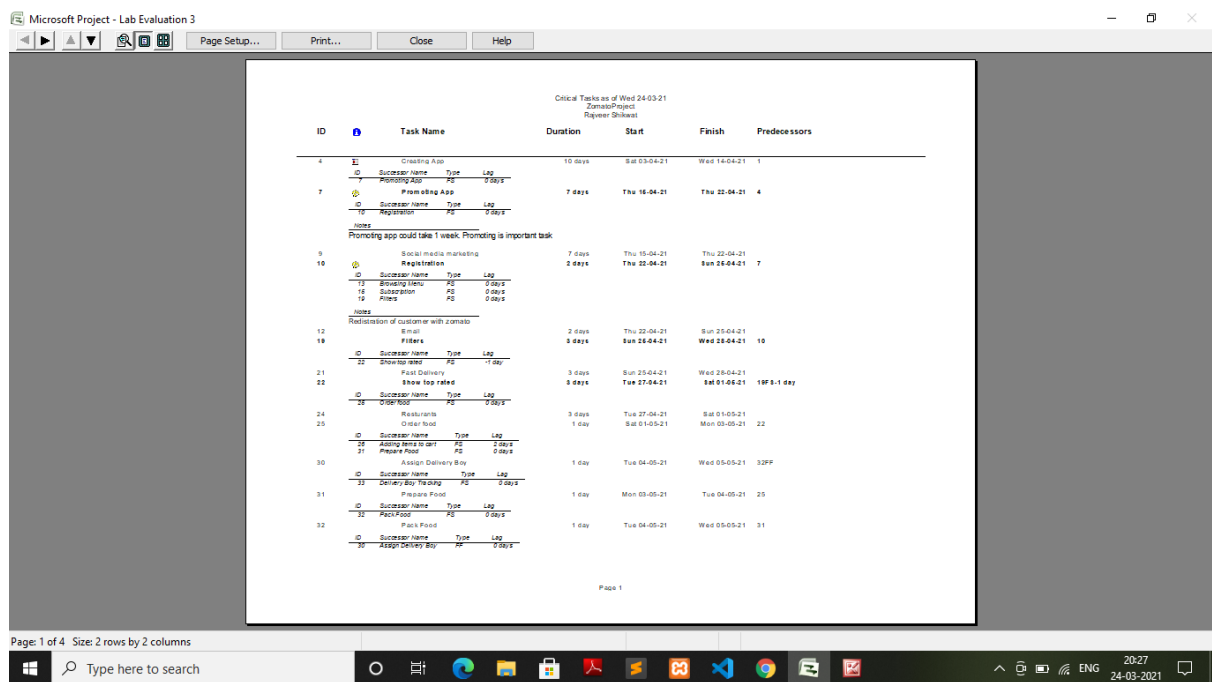 Microsoft Project - Lab Evaluation 3
Page Setup... Print... Close Help
Critical Tasks as of Wed 24-03-21
ZomatoProject
Rajveer Shikwat
ID Task Name Duration Start Finish Predecessors
4 Creating App 10 days Sat 03-04-21 Wed 14-04-21 1
ID Successor Name Type Lag
7 Promoting App FS 0 days
7 Promoting App 7 days Thu 15-04-21 Thu 22-04-21 4
ID Successor Name Type Lag
10 Registration FS 0 days
Notes
Promoting app could take 1 week. Promoting is important task
9 Social media marketing 7 days Thu 15-04-21 Thu 22-04-21
10 Registration 2 days Thu 22-04-21 Sun 25-04-21 7
ID Successor Name Type Lag
13 Browsing Menu FS 0 days
16 Subscription FS 0 days
19 Filters FS 0 days
Notes
Redistration of customer with zomato
12 Email 2 days Thu 22-04-21 Sun 25-04-21
19 Filters 3 days Sun 25-04-21 Wed 28-04-21 10
ID Successor Name Type Lag
22 Show top rated FS -1 day
21 Fast Delivery 3 days Sun 25-04-21 Wed 28-04-21
22 Show top rated 3 days Tue 27-04-21 Sat 01-05-21 19FS-1 day
ID Successor Name Type Lag
25 Order food FS 0 days
24 Resturants 3 days Tue 27-04-21 Sat 01-05-21
25 Order food 1 day Sat 01-05-21 Mon 03-05-21 22
ID Successor Name Type Lag
26 Adding items to cart FS 2 days
31 Prepare Food FS 0 days
30 Assign Delivery Boy 1 day Tue 04-05-21 Wed 05-05-21 32FF
ID Successor Name Type Lag
33 Delivery Boy Tracking FS 0 days
31 Prepare Food 1 day Mon 03-05-21 Tue 04-05-21 25
ID Successor Name Type Lag
32 Pack Food FS 0 days
32 Pack Food 1 day Tue 04-05-21 Wed 05-05-21 31
ID Successor Name Type Lag
30 Assign Delivery Boy FF 0 days
Page 1
Page: 1 of 4 Size: 2 rows by 2 columns
Type here to search
ENG
20:27
24-03-2021